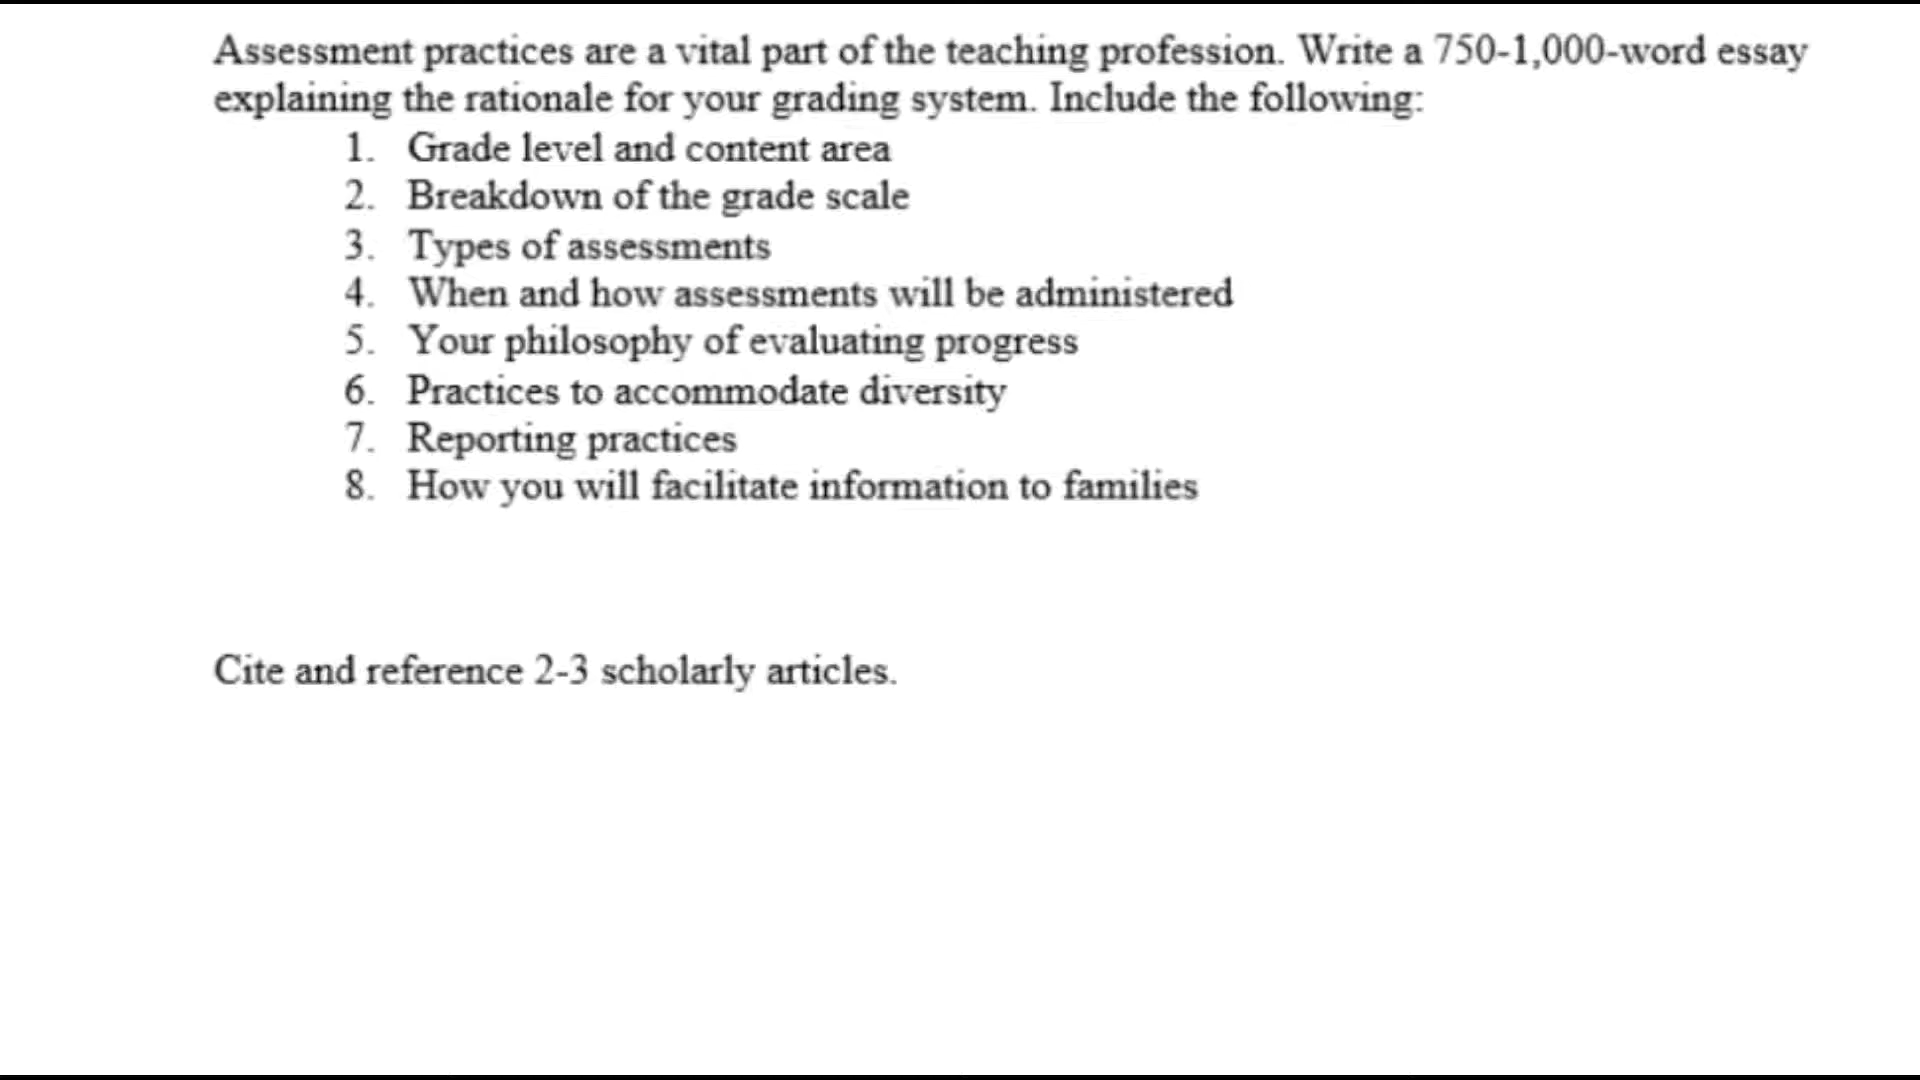 Assessment practices are a vital part of the teaching profession. Write a 750-1,000-word essay
explaining the rationale for your grading system. Include the following:
1. Grade level and content area
2. Breakdown of the grade scale
3. Types of assessments
4. When and how assessments will be administered
5. Your philosophy of evaluating progress
6. Practices to accommodate diversity
7. Reporting practices
8. How you will facilitate information to families
Cite and reference 2-3 scholarly articles.